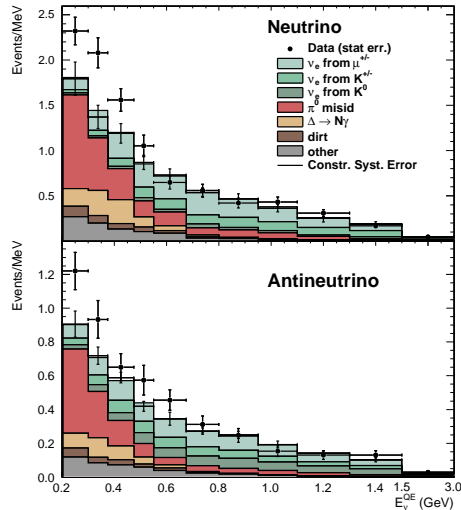 Events/MeV
Neutrino
2.5
2.0
1.5
1.0
0.5
Data (stat err.)
νe from μ+/-
νe from K+/-
νe from K0
π0 misid
Δ → Nγ
dirt
other
Constr. Syst. Error
Events/MeV
Antineutrino
1.2
1.0
0.8
0.6
0.4
0.2
0.0
0.2 0.4 0.6 0.8 1.0 1.2 1.4 1.5 3.0
EνQE (GeV)